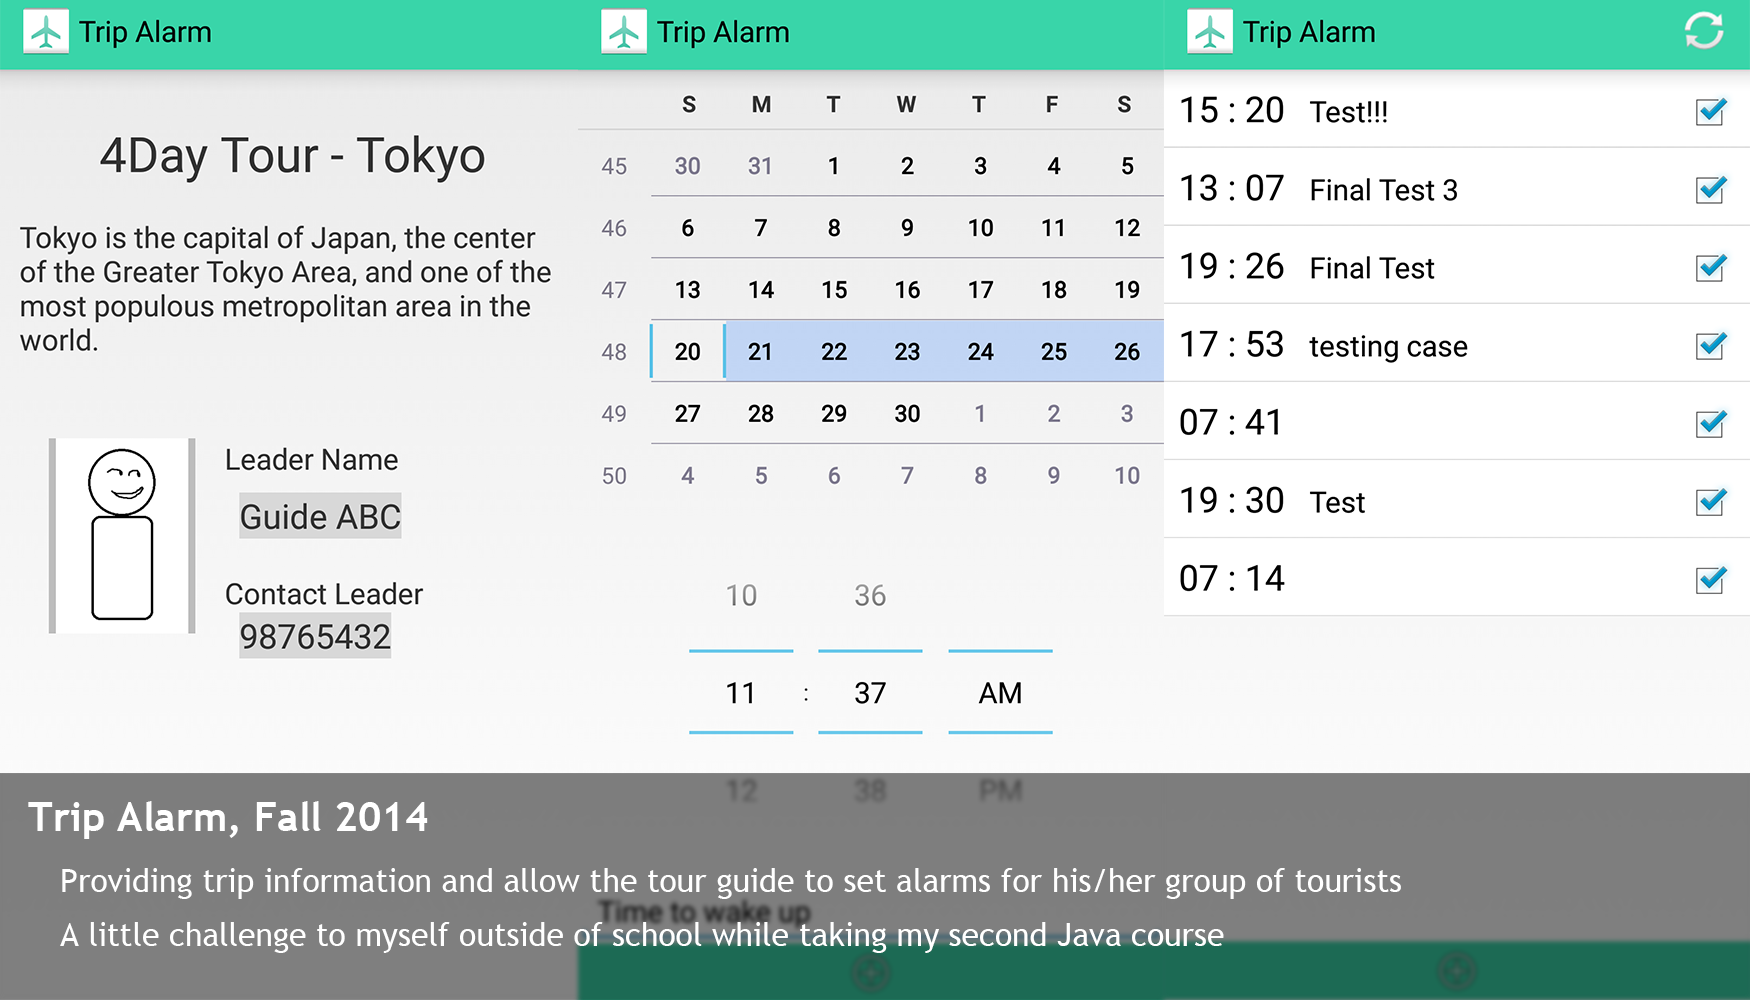 Trip Alarm
4Day Tour - Tokyo
Tokyo is the capital of Japan, the center
of the Greater Tokyo Area, and one of the
most populous metropolitan area in the
world.
Leader Name
Guide ABC
Contact Leader
98765432
Trip Alarm
S M T W T F S
45 30 31 1 2 3 4 5
46 6 7 8 9 10 11 12
47 13 14 15 16 17 18 19
48 20 21 22 23 24 25 26
49 27 28 29 30 1 2 3
50 4 5 6 7 8 9 10
10 36
11 : 37 AM
12 38 PM
Time to wake up
Trip Alarm
15 : 20 Test!!!
13 : 07 Final Test 3
19 : 26 Final Test
17 : 53 testing case
07 : 41
19 : 30 Test
07 : 14
Trip Alarm, Fall 2014
Providing trip information and allow the tour guide to set alarms for his/her group of tourists
A little challenge to myself outside of school while taking my second Java course